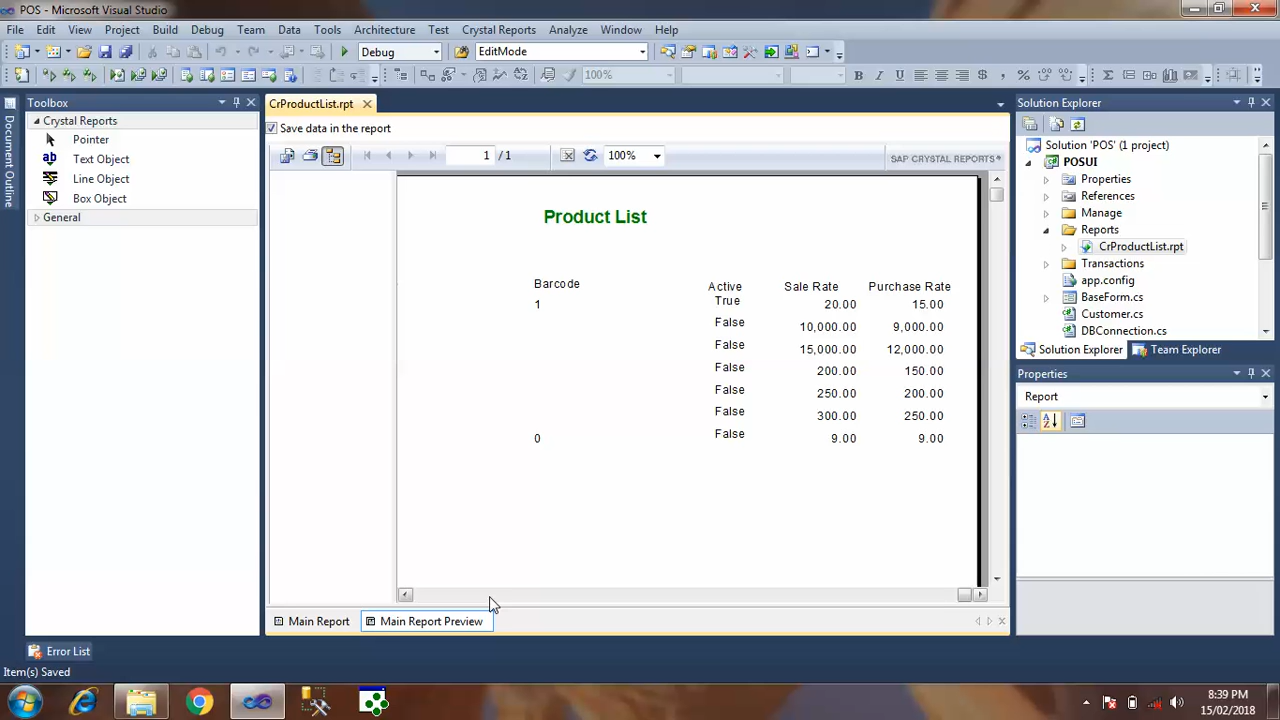 POS - Microsoft Visual Studio
File Edit View Project Build Debug Team Data Tools Architecture Test Crystal Reports Analyze Window Help
Debug EditMode
100%
Toolbox
Crystal Reports
Pointer
Text Object
Line Object
Box Object
General
Document Outline
CrProductList.rpt
Save data in the report
1 /1 100% SAP CRYSTAL REPORTS®
Product List
Barcode Active Sale Rate Purchase Rate
1 True 20.00 15.00
False 10,000.00 9,000.00
False 15,000.00 12,000.00
False 200.00 150.00
False 250.00 200.00
False 300.00 250.00
0 False 9.00 9.00
Main Report Main Report Preview
Solution Explorer
Solution 'POS' (1 project)
POSUI
Properties
References
Manage
Reports
CrProductList.rpt
Transactions
app.config
BaseForm.cs
Customer.cs
DBConnection.cs
Solution Explorer Team Explorer
Properties
Report
Error List
Item(s) Saved
8:39 PM
15/02/2018